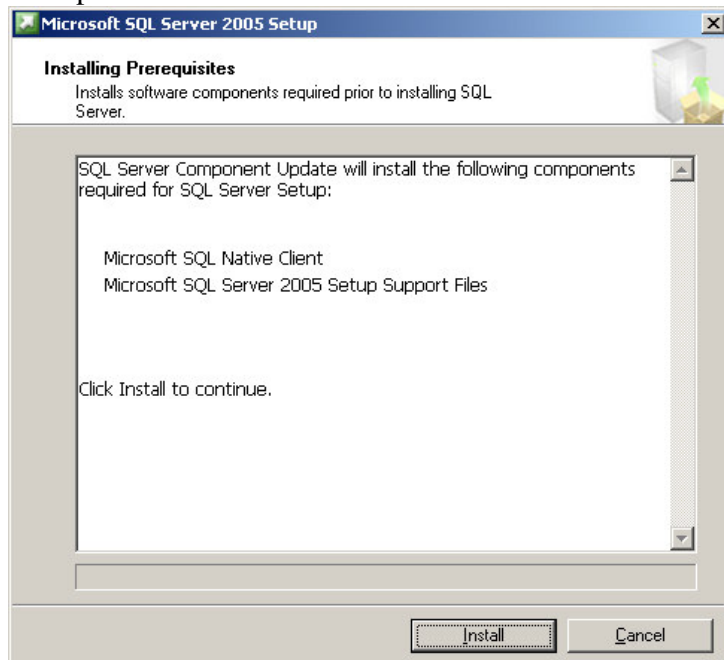 Microsoft SQL Server 2005 Setup
Installing Prerequisites
Installs software components required prior to installing SQL
Server.
SQL Server Component Update will install the following components
required for SQL Server Setup:
Microsoft SQL Native Client
Microsoft SQL Server 2005 Setup Support Files
Click Install to continue.
Install
Cancel